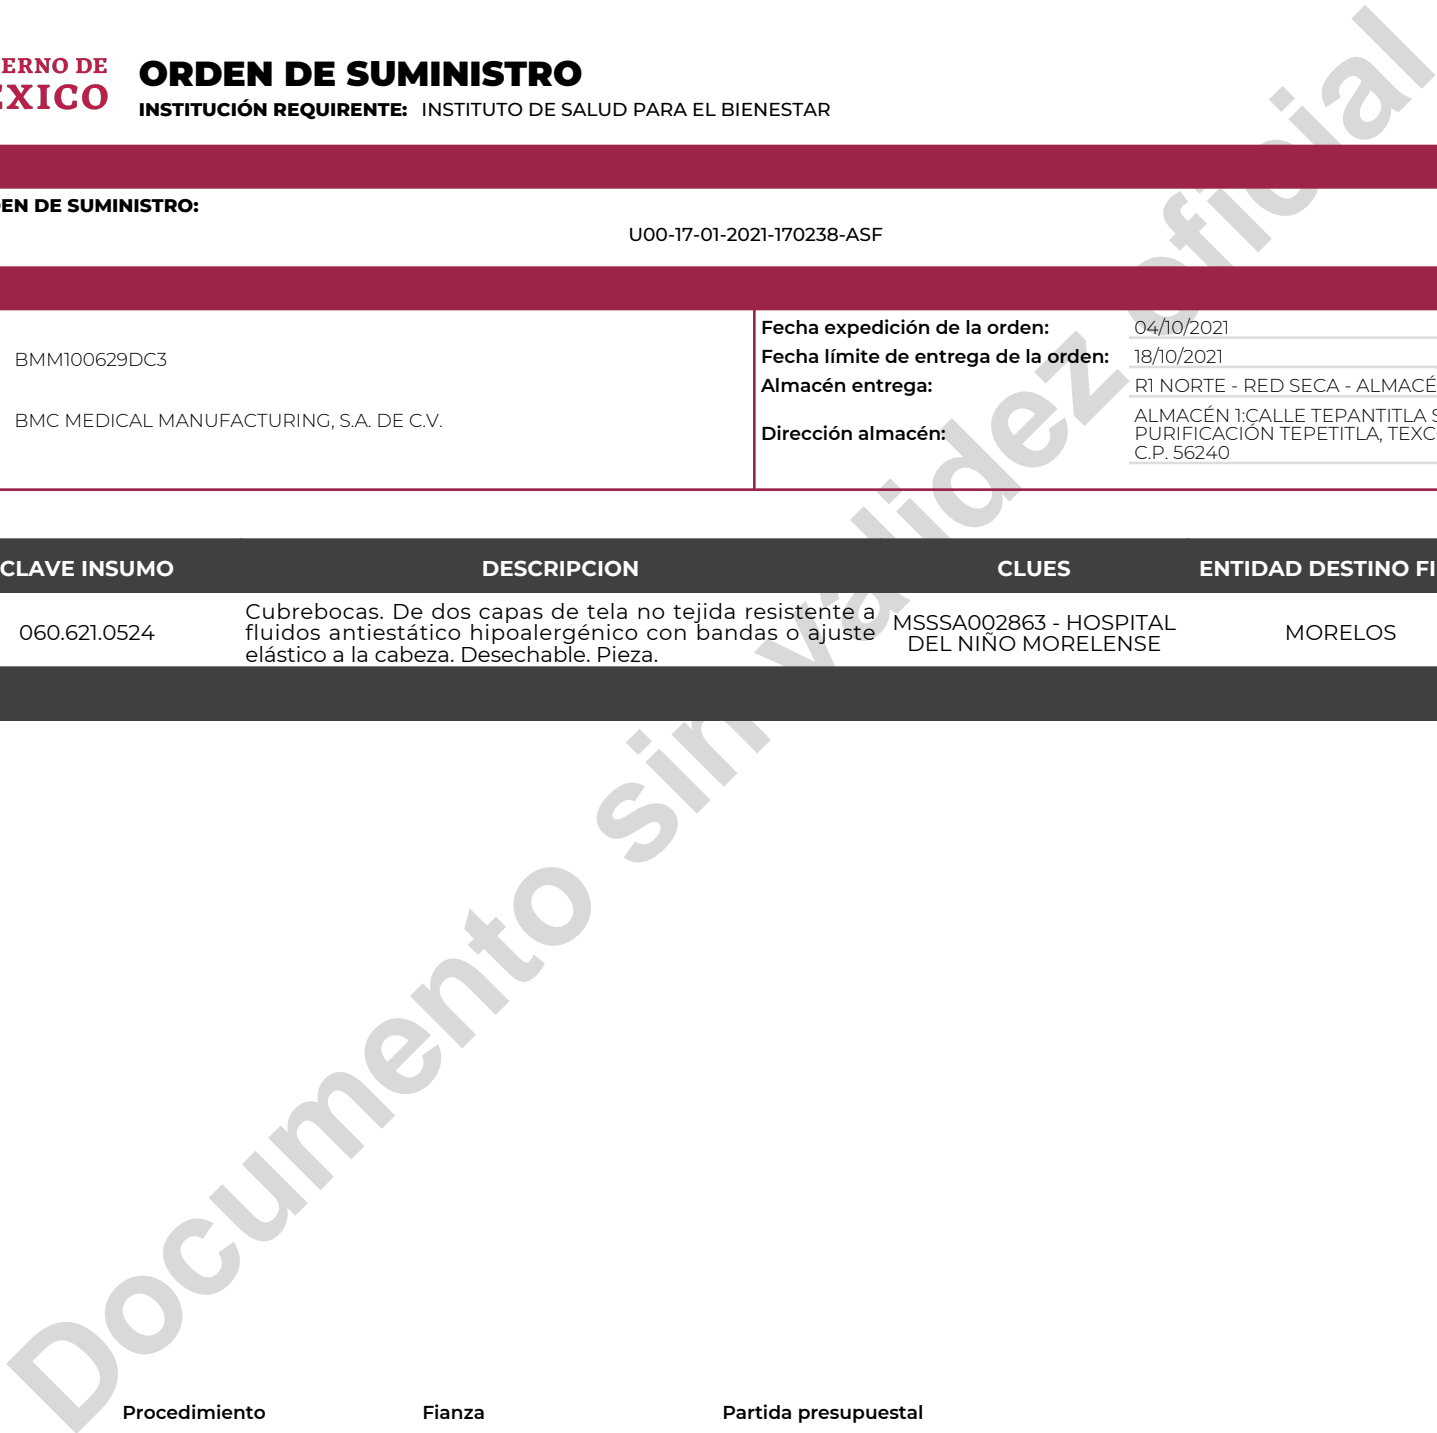 ERNO DE
EXICO
ORDEN DE SUMINISTRO
INSTITUCIÓN REQUIRENTE: INSTITUTO DE SALUD PARA EL BIENESTAR
EN DE SUMINISTRO:
U00-17-01-2021-170238-ASF
BMM100629DC3
BMC MEDICAL MANUFACTURING, S.A. DE C.V.
Fecha expedición de la orden: 04/10/2021
Fecha límite de entrega de la orden: 18/10/2021
Almacén entrega: R1 NORTE - RED SECA - ALMACÉ
Dirección almacén: ALMACÉN 1:CALLE TEPANTITLA S
PURIFICACIÓN TEPETITLA, TEXC
C.P. 56240
CLAVE INSUMO DESCRIPCION CLUES ENTIDAD DESTINO FI
060.621.0524
Cubrebocas. De dos capas de tela no tejida resistente a
fluidos antiestático hipoalergénico con bandas o ajuste
elástico a la cabeza. Desechable. Pieza.
MSSSA002863 - HOSPITAL
DEL NIÑO MORELENSE
MORELOS
Documento sin validez oficial
Procedimiento Fianza Partida presupuestal